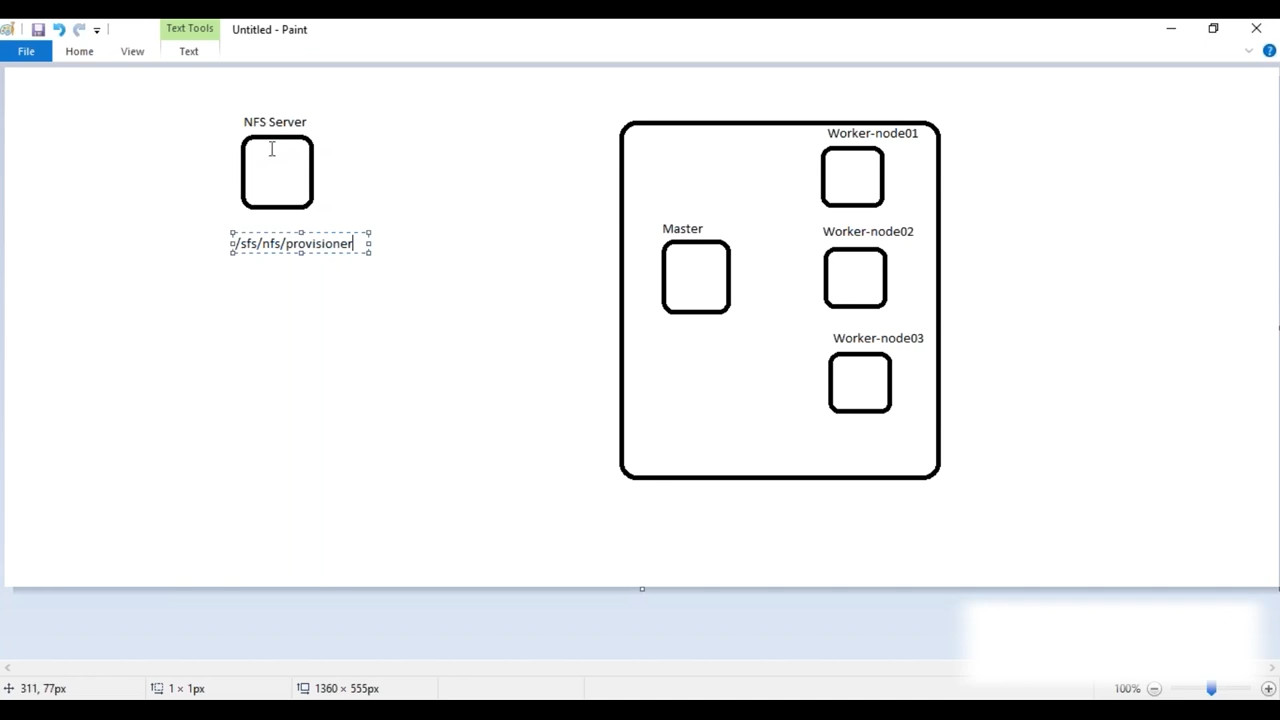 Text Tools
Untitled - Paint
File
Home
View
Text
NFS Server
/sfs/nfs/provisioner
Master
Worker-node01
Worker-node02
Worker-node03
311, 77px
1 × 1px
1360 × 555px
100%